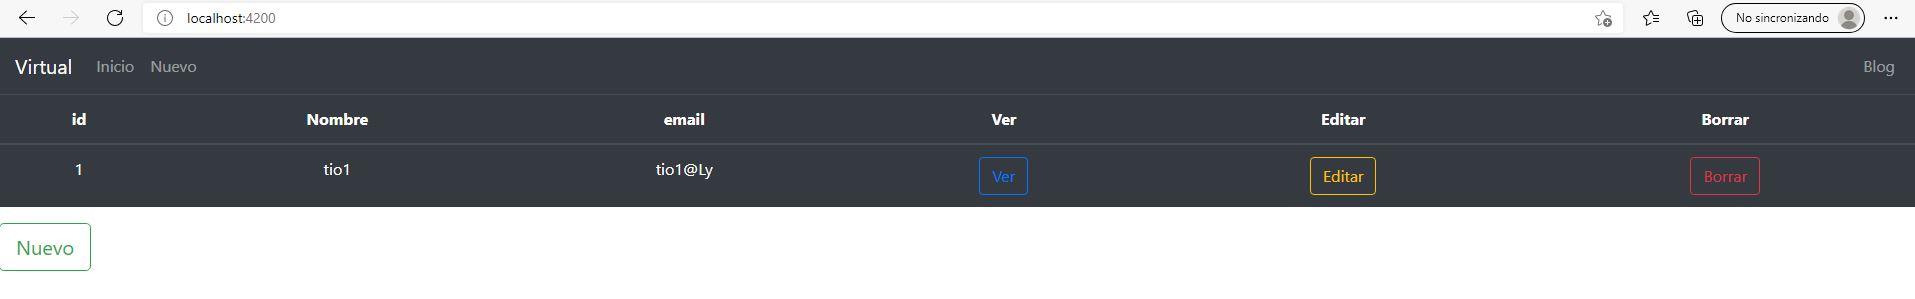 localhost:4200
No sincronizando
Virtual Inicio Nuevo Blog
id Nombre email Ver Editar Borrar
1 tio1 tio1@Ly Ver Editar Borrar
Nuevo